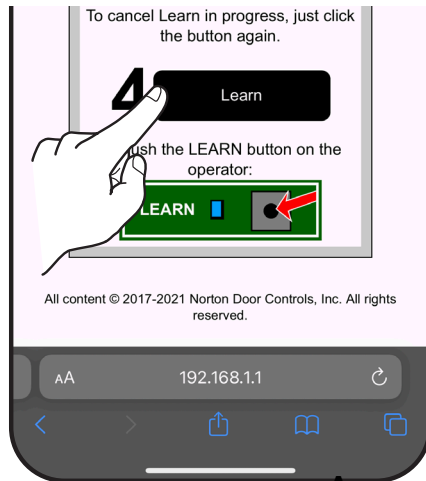 To cancel Learn in progress, just click
the button again.
4
Learn
ush the LEARN button on the
operator:
LEARN
All content © 2017-2021 Norton Door Controls, Inc. All rights
reserved.
AA 192.168.1.1